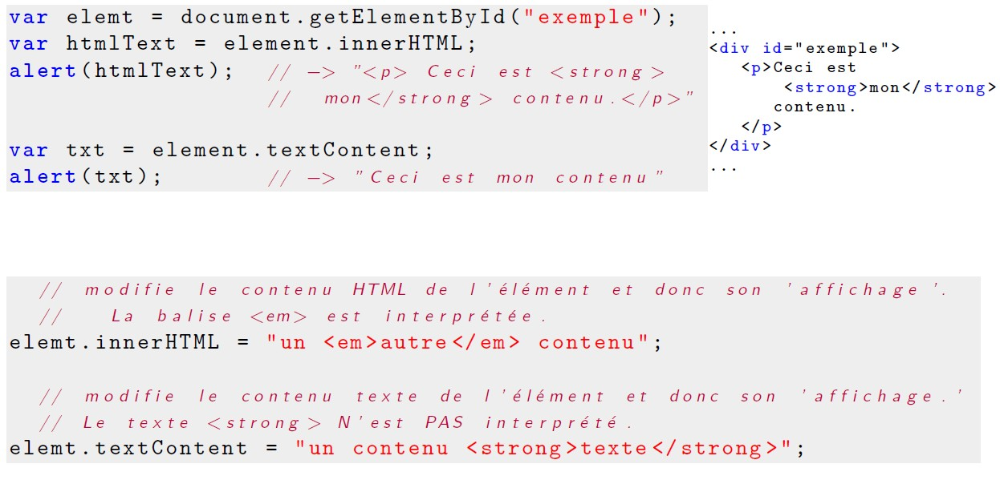 var elemt = document.getElementById("exemple");
var htmlText = element.innerHTML;
alert(htmlText); // —> "<p> Ceci est <strong>
// mon</strong> contenu.</p>"
var txt = element.textContent;
alert(txt); // —> "Ceci est mon contenu"
...
<div id="exemple">
<p>Ceci est
<strong>mon</strong>
contenu.
</p>
</div>
...
// modifie le contenu HTML de l'élément et donc son 'affichage'.
// La balise <em> est interprétée.
elemt.innerHTML = "un <em>autre</em> contenu";
// modifie le contenu texte de l'élément et donc son 'affichage.'
// Le texte <strong> N'est PAS interprété.
elemt.textContent = "un contenu <strong>texte</strong>";